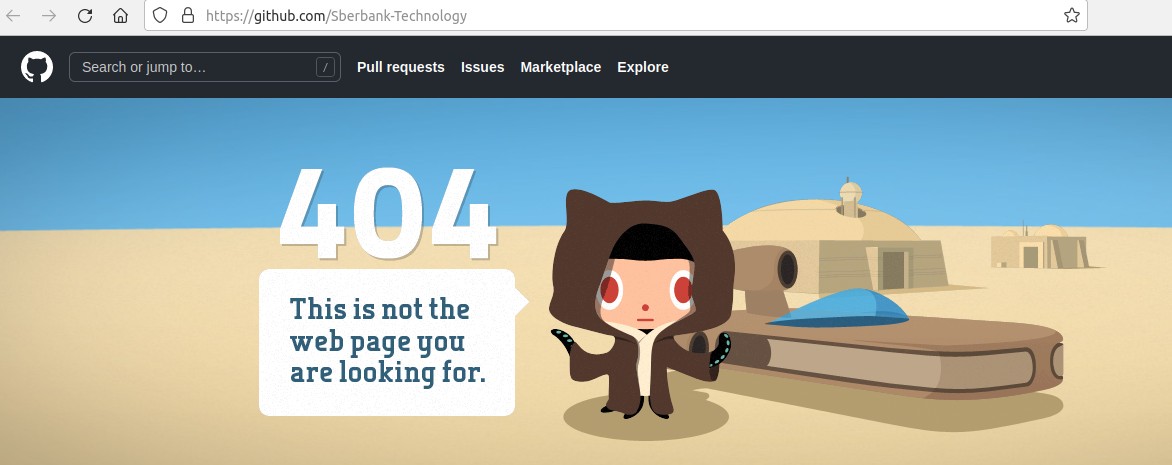 https://github.com/Sberbank-Technology
Search or jump to… /
Pull requests Issues Marketplace Explore
404
This is not the
web page you
are looking for.